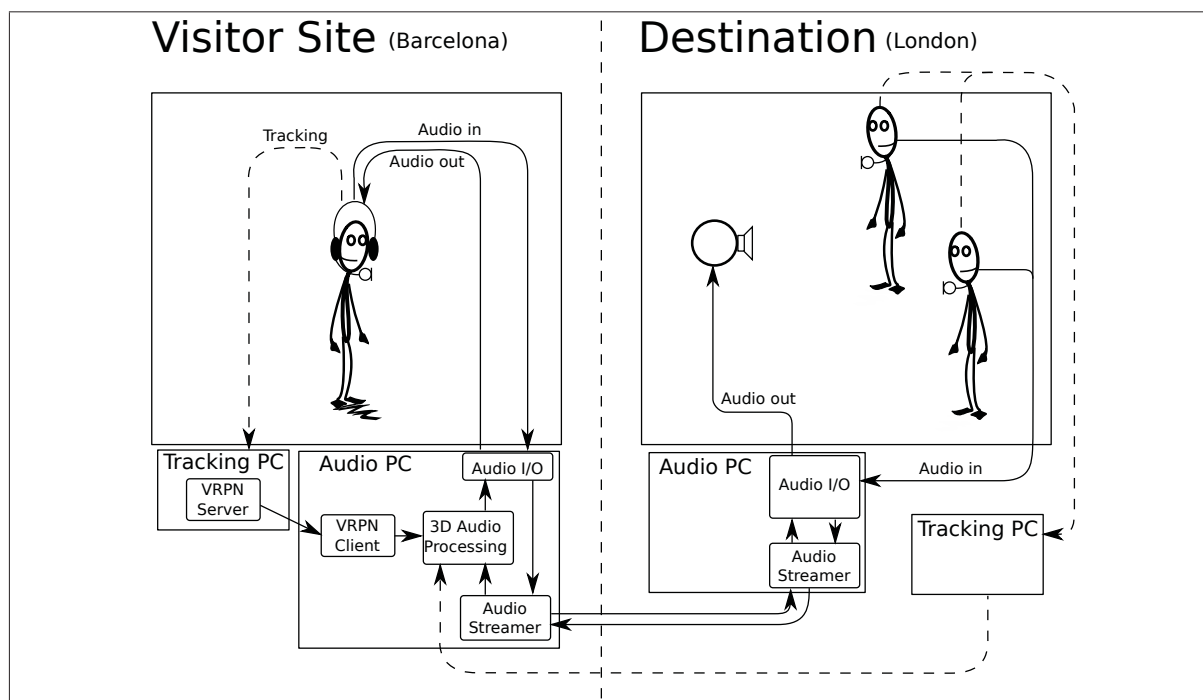 Visitor Site (Barcelona)
Destination (London)
Tracking
Audio in
Audio out
Audio out
Audio in
Tracking PC
VRPN
Server
Audio PC
Audio I/O
VRPN
Client
3D Audio
Processing
Audio
Streamer
Audio PC
Audio I/O
Audio
Streamer
Tracking PC